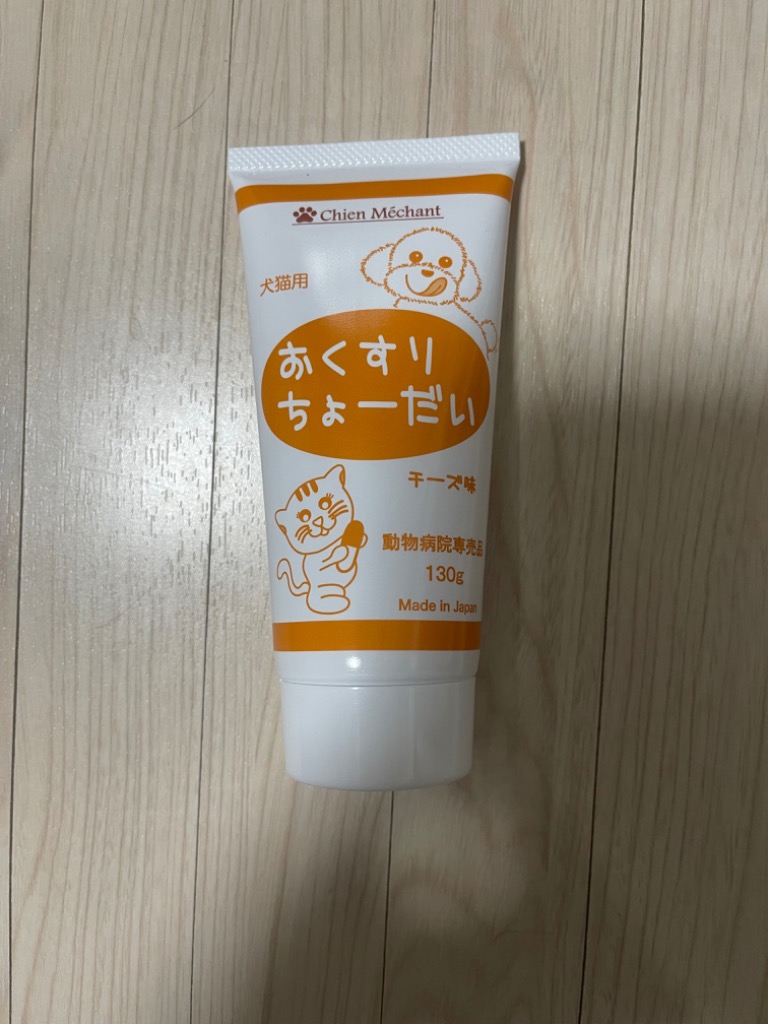 Chien Méchant
犬猫用
おくすり
ちょーだい
チーズ味
動物病院専売品
130g
Made in Japan